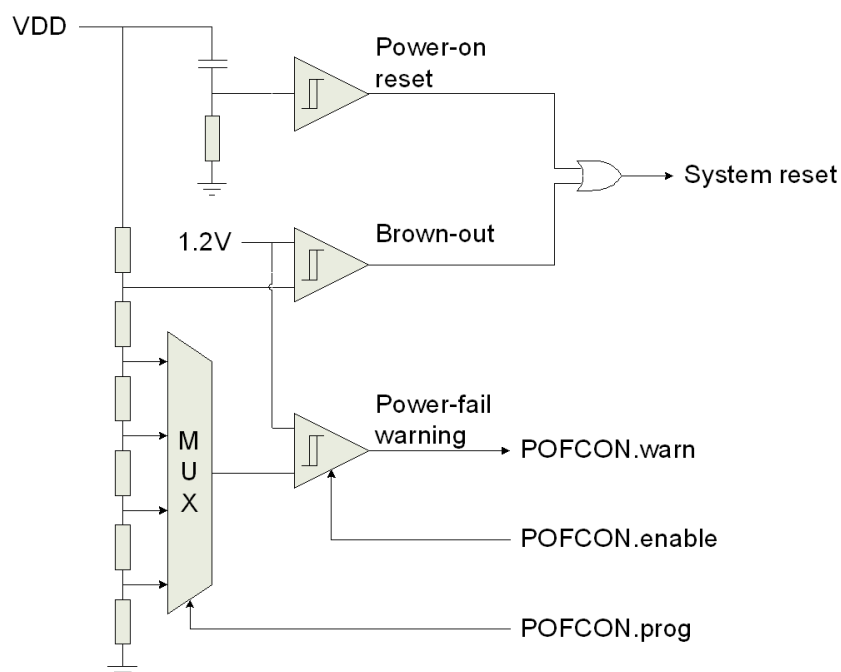 VDD
Power-on
reset
System reset
1.2V
Brown-out
M
U
X
Power-fail
warning
POFCON.warn
POFCON.enable
POFCON.prog